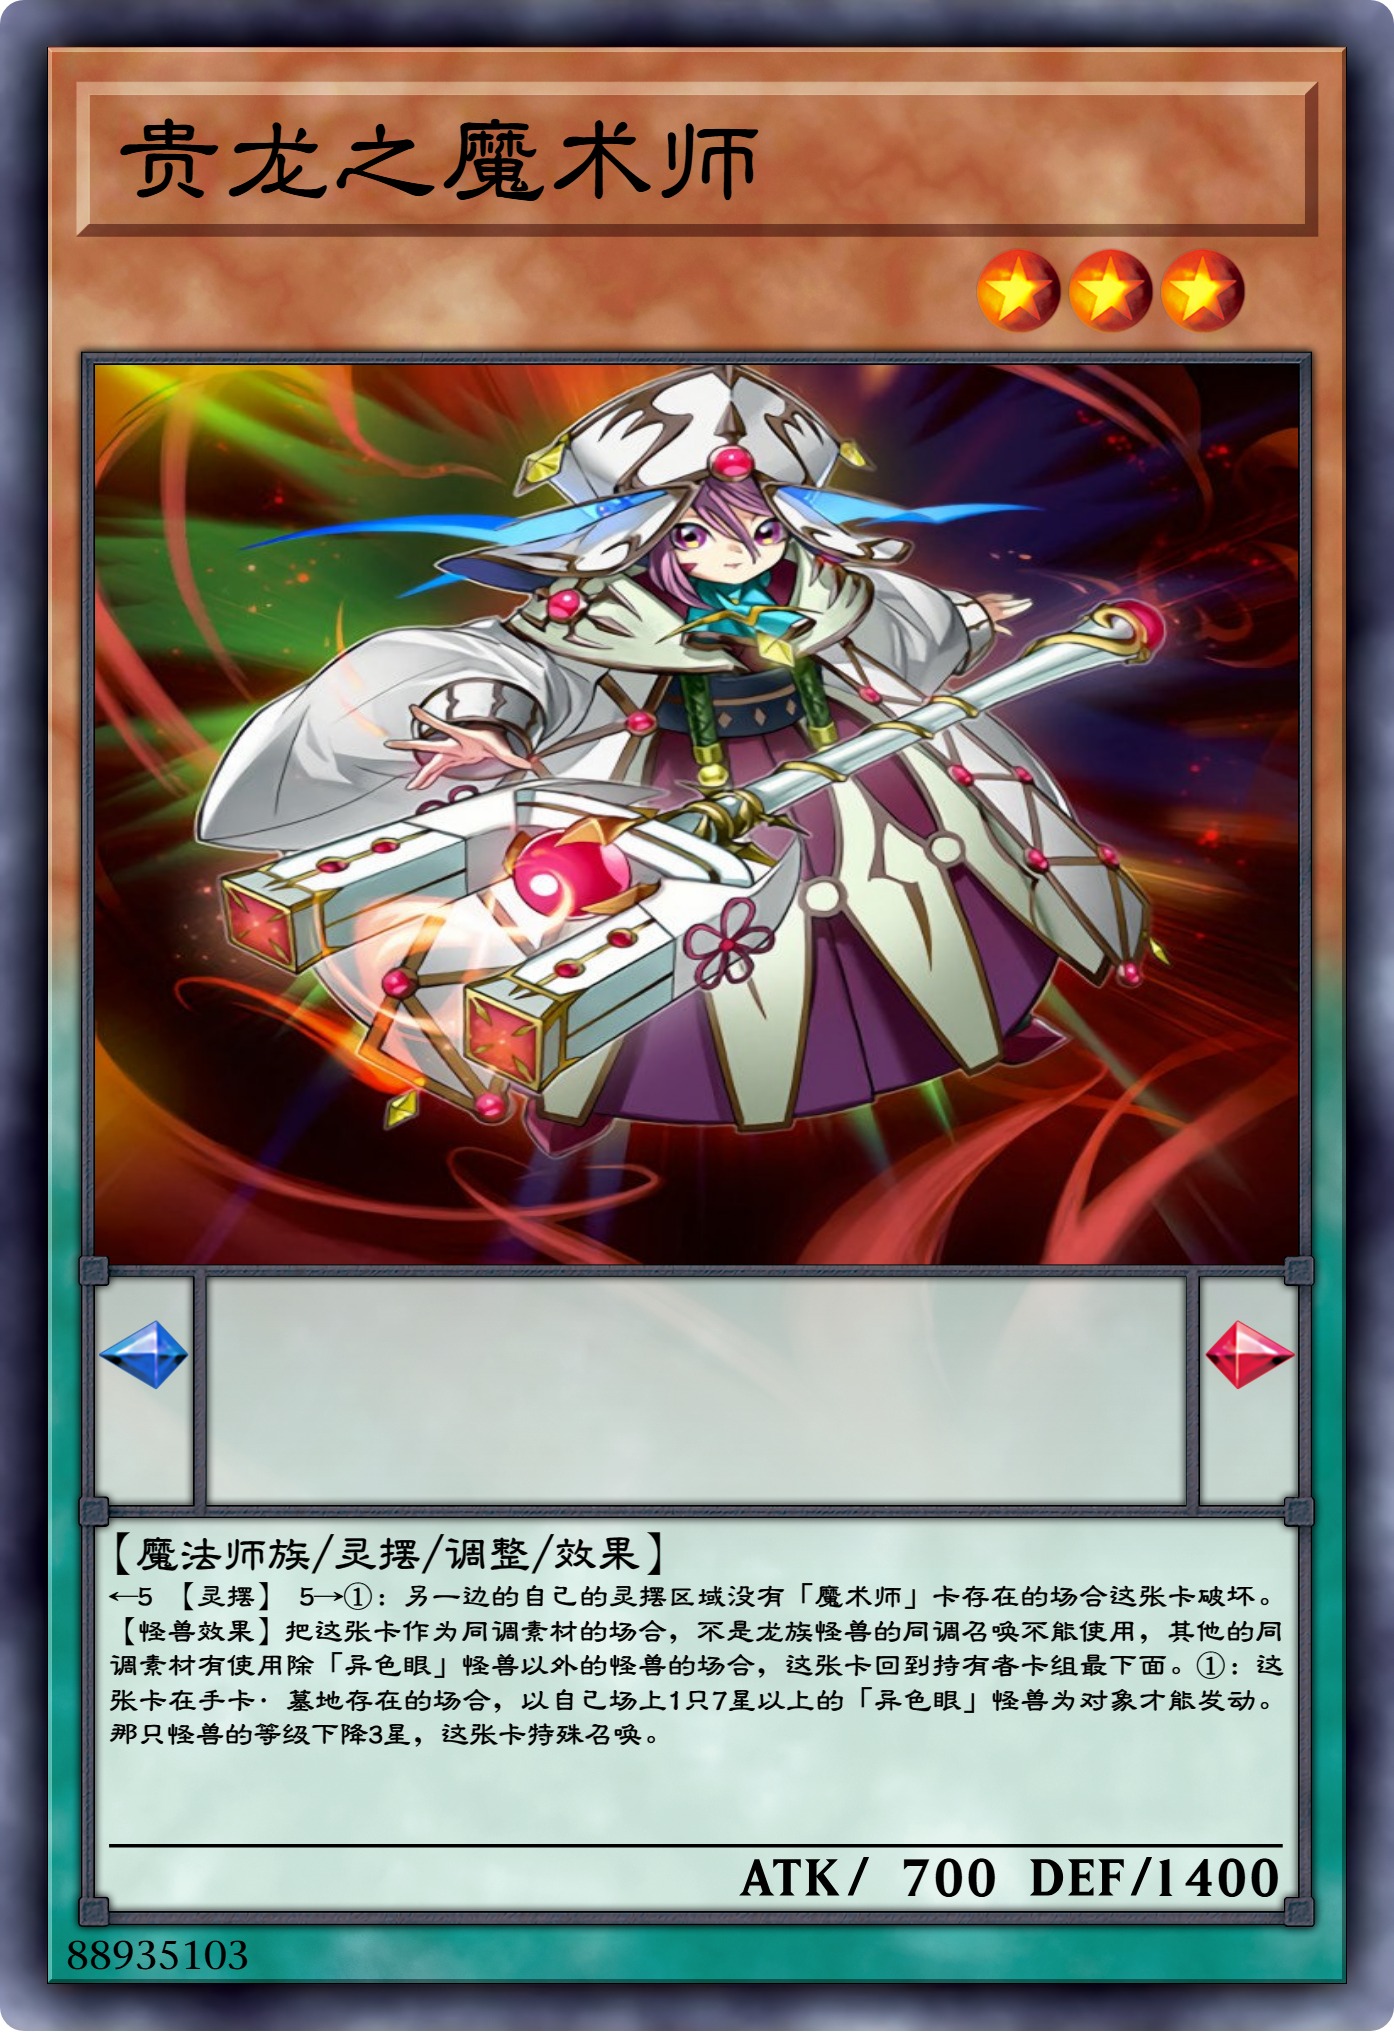 贵龙之魔术师
【魔法师族/灵摆/调整/效果】
←5 【灵摆】 5→①：另一边的自己的灵摆区域没有「魔术师」卡存在的场合这张卡破坏。
【怪兽效果】把这张卡作为同调素材的场合，不是龙族怪兽的同调召唤不能使用，其他的同
调素材有使用除「异色眼」怪兽以外的怪兽的场合，这张卡回到持有者卡组最下面。①：这
张卡在手卡·墓地存在的场合，以自己场上1只7星以上的「异色眼」怪兽为对象才能发动。
那只怪兽的等级下降3星，这张卡特殊召唤。
ATK/ 700 DEF/1400
88935103